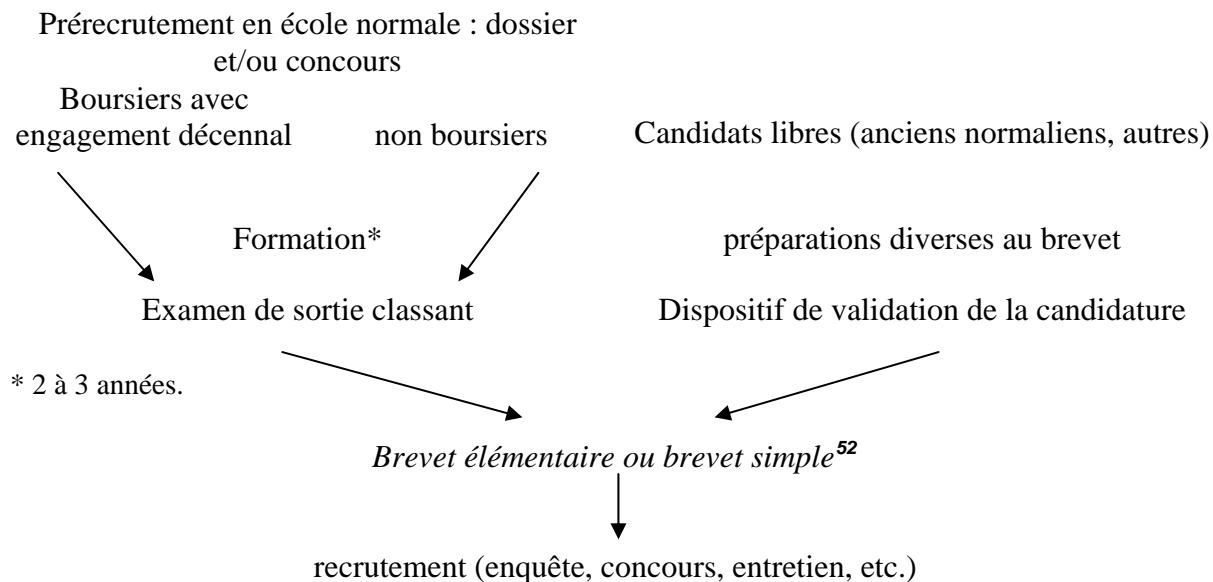 Prérecrutement en école normale : dossier
et/ou concours
Boursiers avec
engagement décennal
non boursiers
Candidats libres (anciens normaliens, autres)
Formation*
préparations diverses au brevet
Examen de sortie classant
Dispositif de validation de la candidature
* 2 à 3 années.
Brevet élémentaire ou brevet simple52
recrutement (enquête, concours, entretien, etc.)